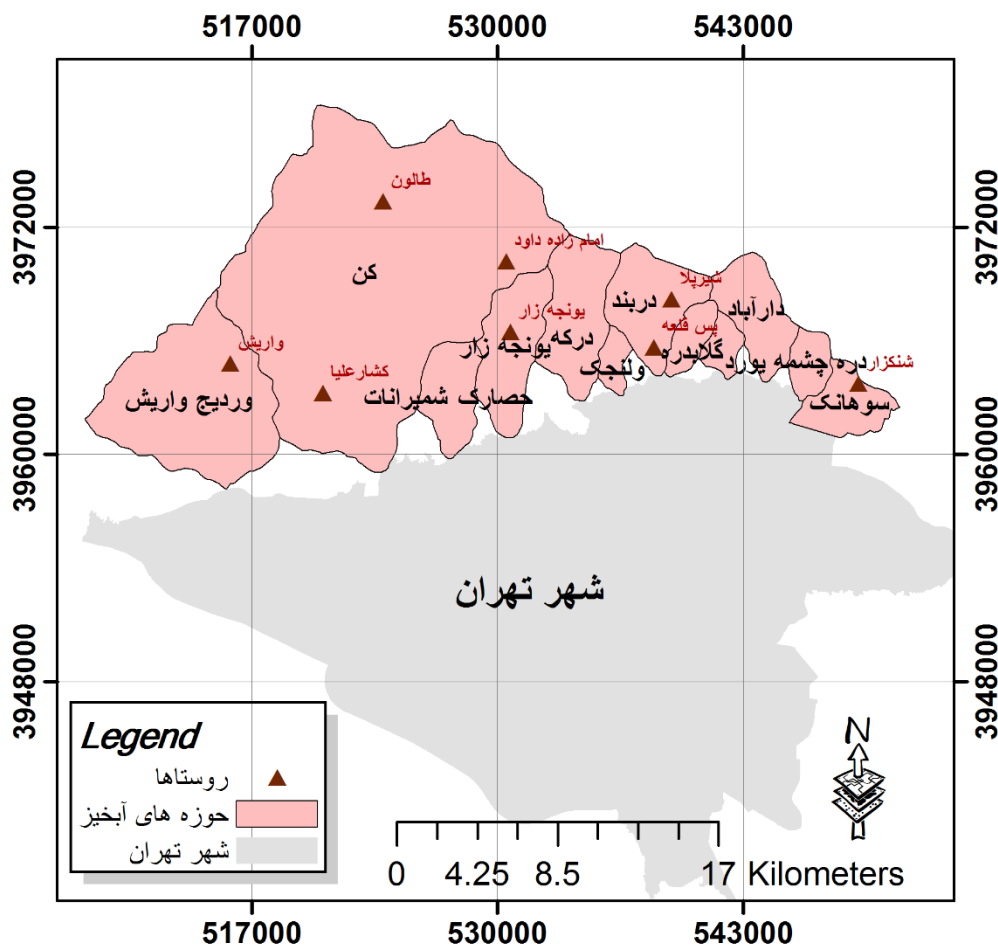 517000 530000 543000
3972000 3972000
3960000 3960000
3948000 3948000
طالون
امام زاده داود
کن
شیرپلا
دربند
دارآباد
یونجه زار
پس قلعه
واریش
یونجه زار
درکه
گلابدره
دره چشمه یورد
شنگزار
ولنجک
کشارعلیا
وردیج واریش
حصارک شمیرانات
سوهانک
شهر تهران
Legend
روستاها
حوزه های آبخیز
شهر تهران
N
0 4.25 8.5 17 Kilometers
517000 530000 543000